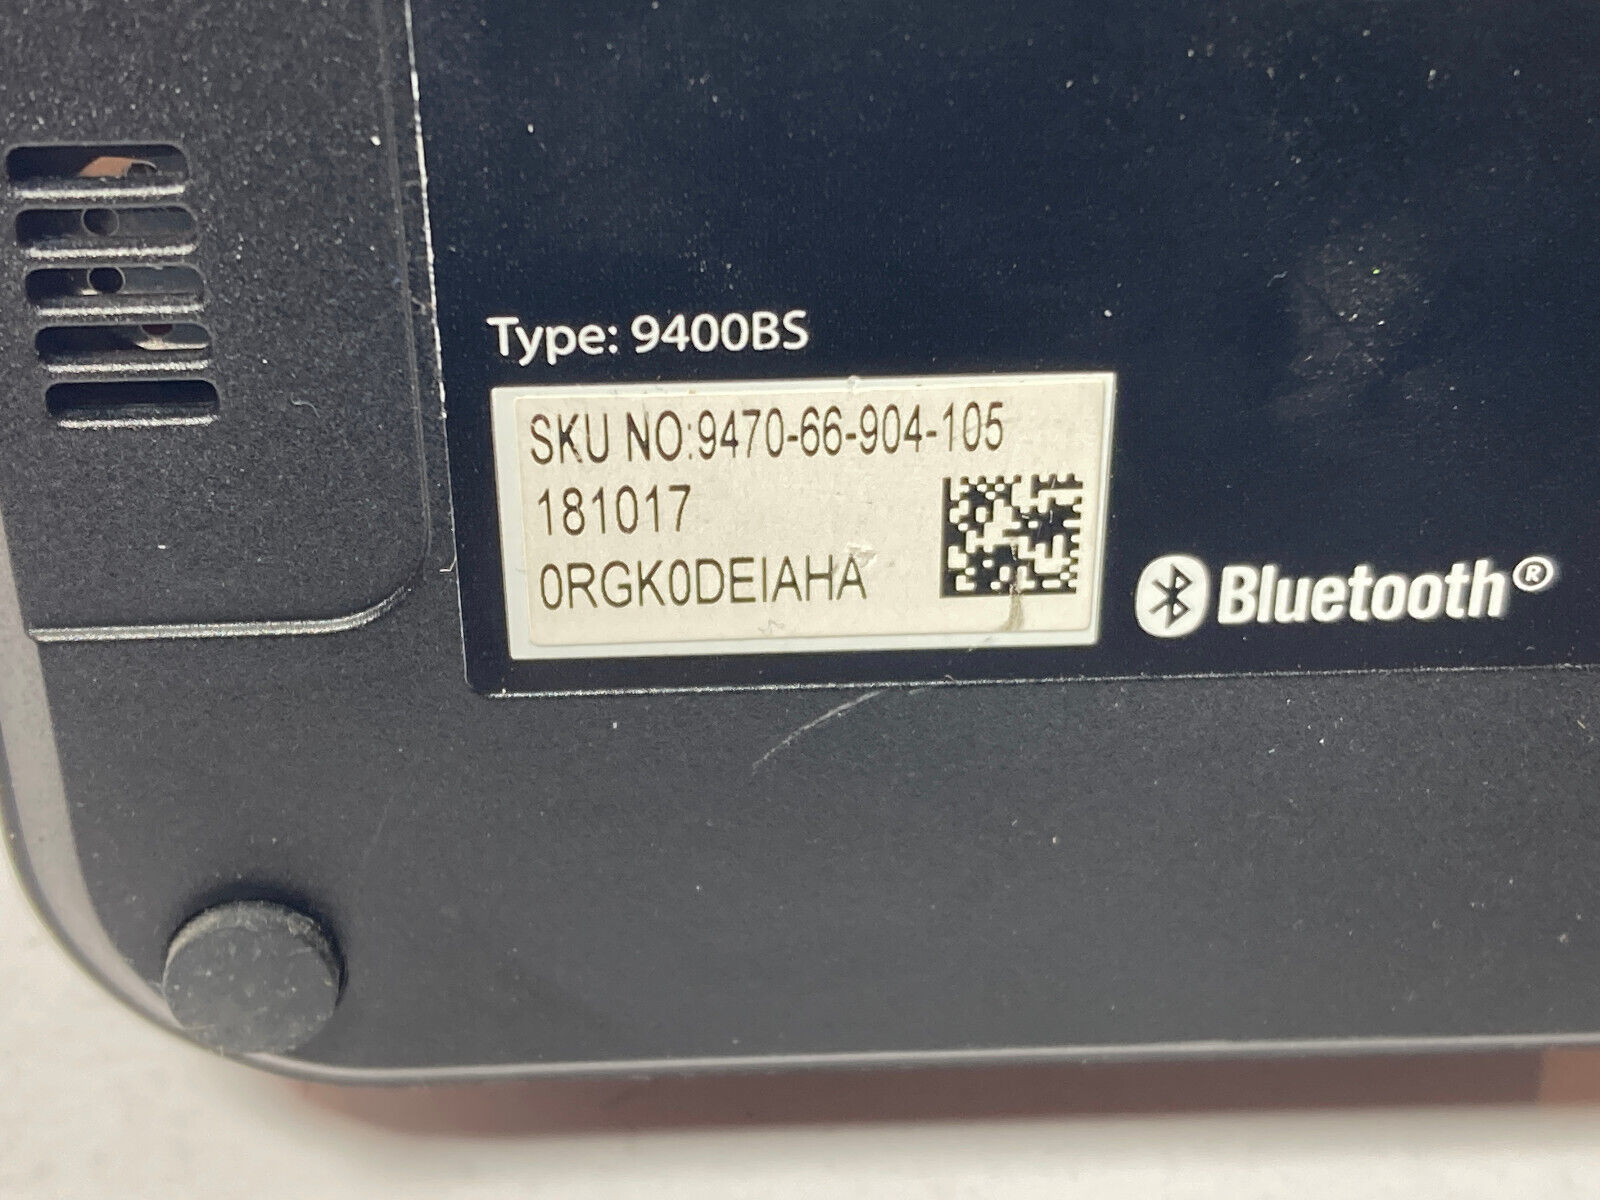 Type: 9400BS
SKU NO:9470-66-904-105
181017
0RGK0DEIAHA
Bluetooth®